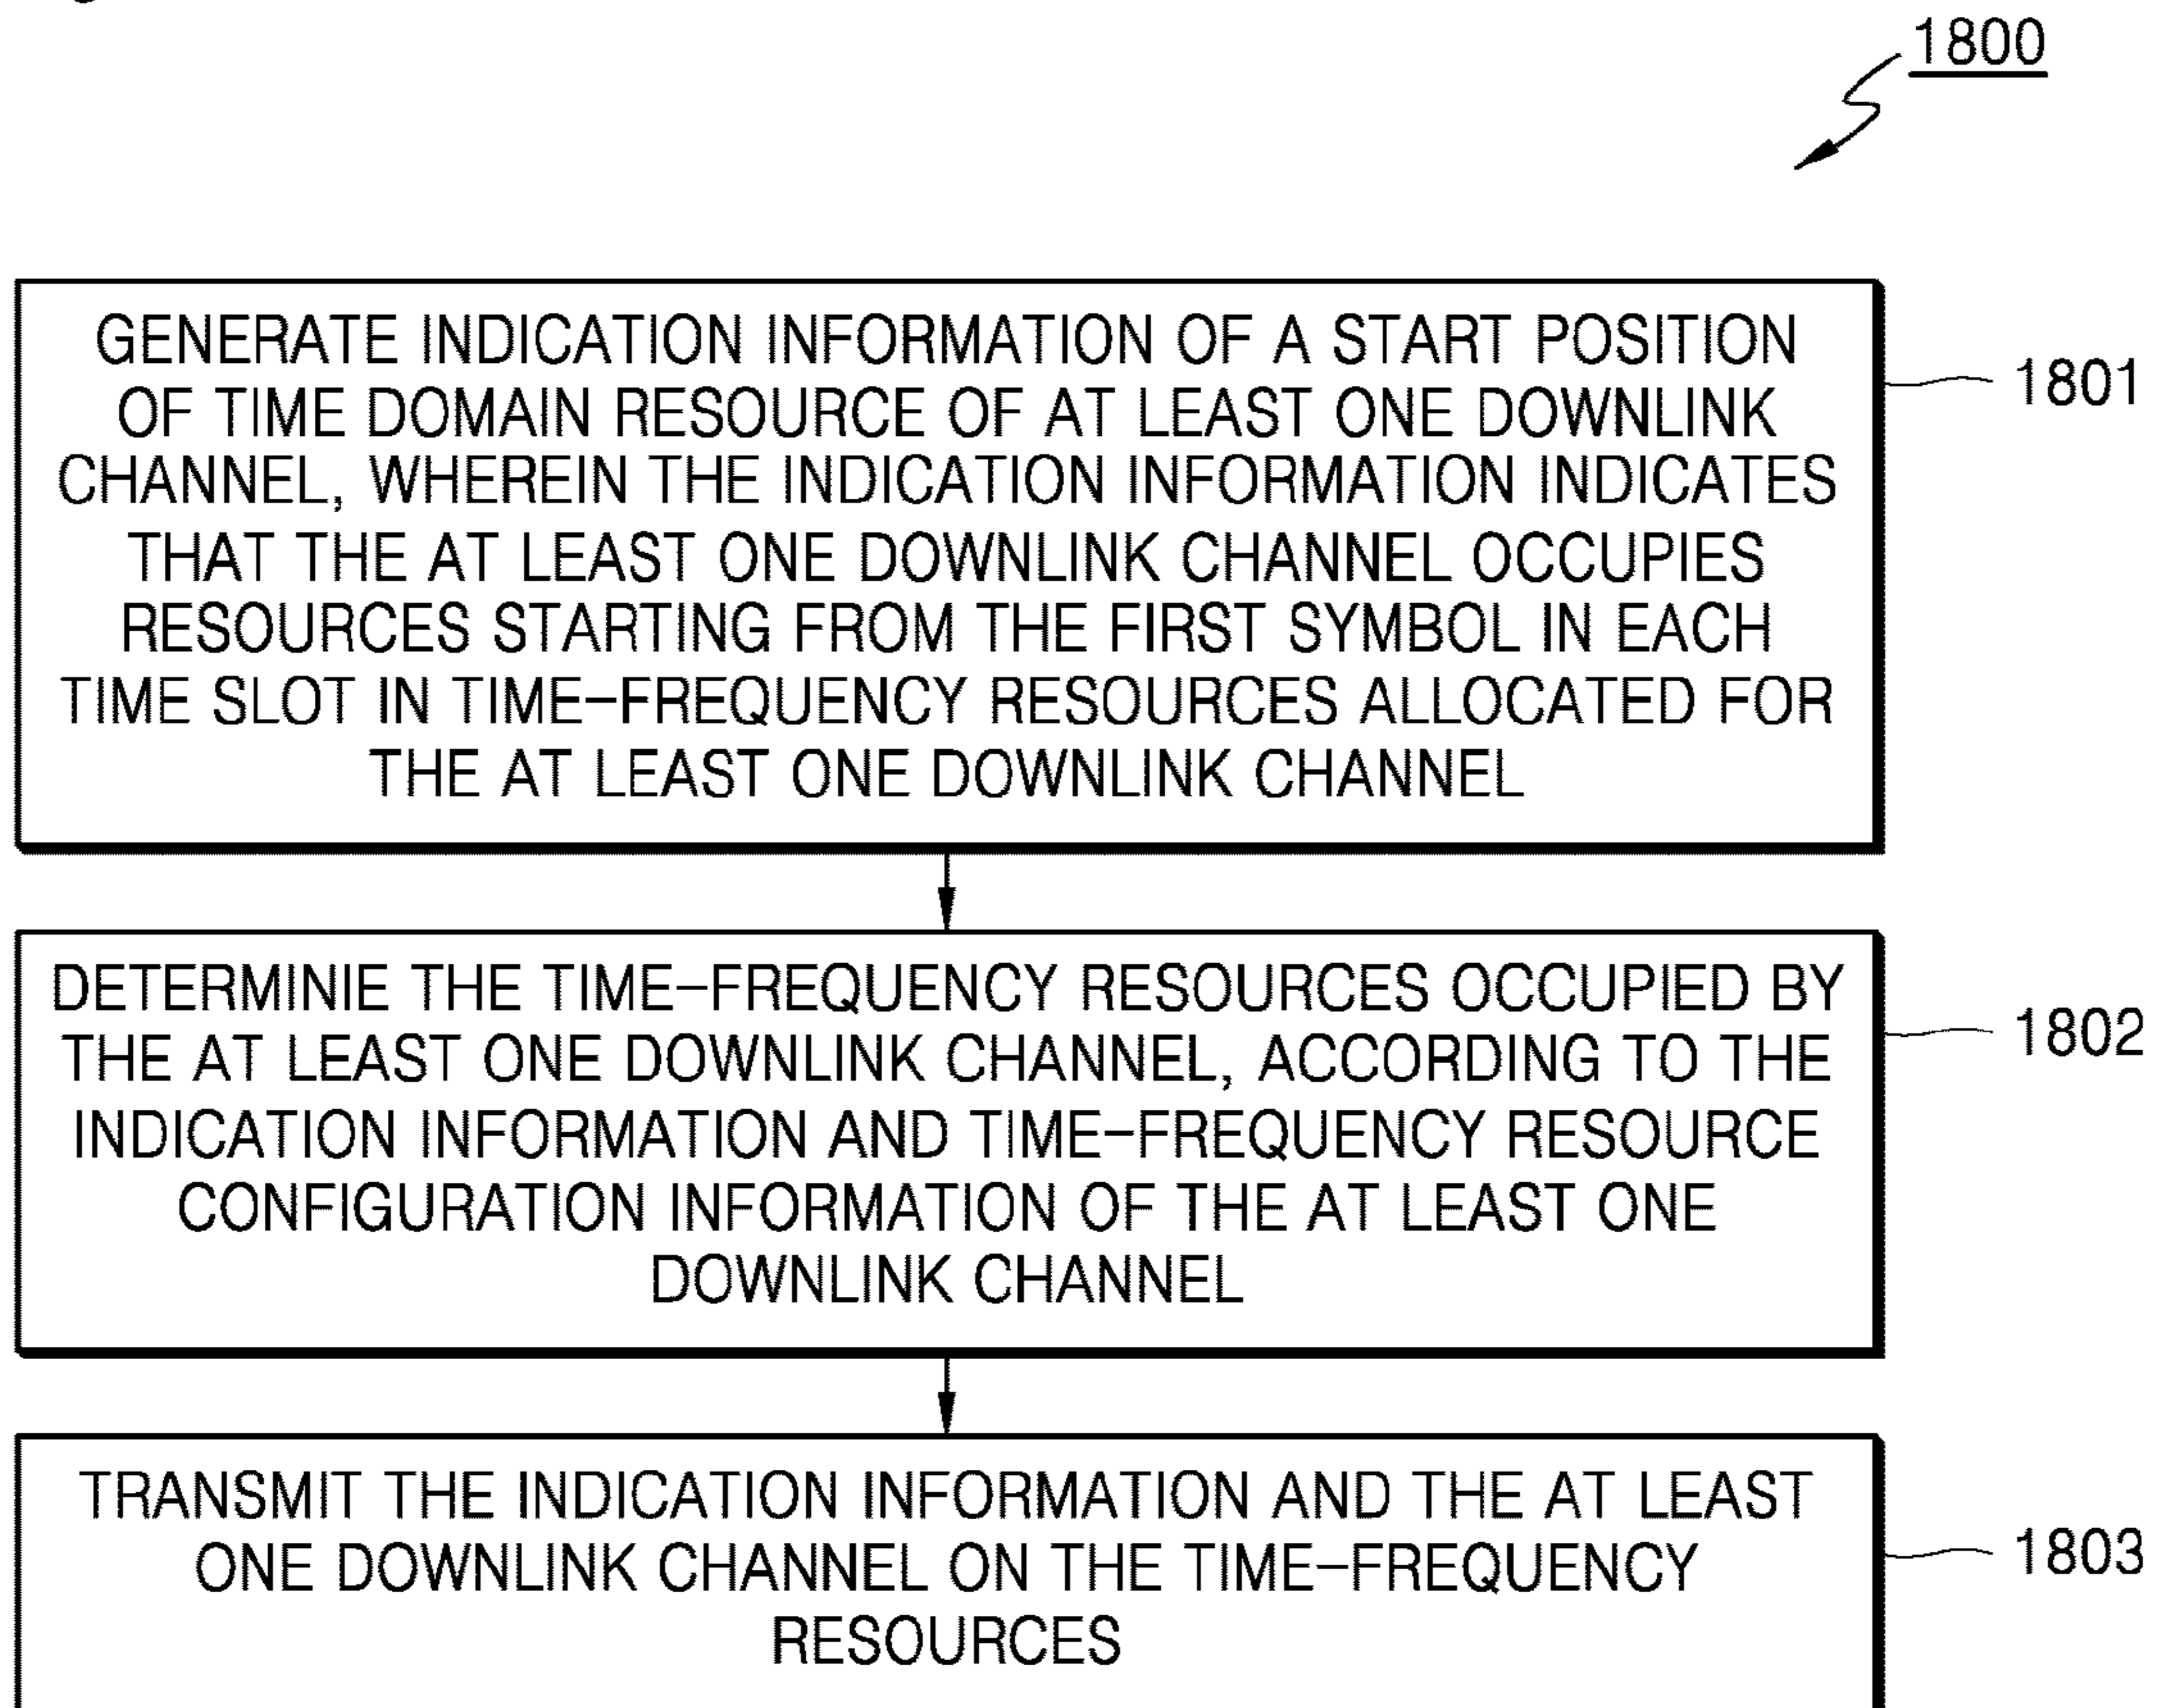 1800
GENERATE INDICATION INFORMATION OF A START POSITION
OF TIME DOMAIN RESOURCE OF AT LEAST ONE DOWNLINK
CHANNEL, WHEREIN THE INDICATION INFORMATION INDICATES
THAT THE AT LEAST ONE DOWNLINK CHANNEL OCCUPIES
RESOURCES STARTING FROM THE FIRST SYMBOL IN EACH
TIME SLOT IN TIME-FREQUENCY RESOURCES ALLOCATED FOR
THE AT LEAST ONE DOWNLINK CHANNEL
1801
DETERMINIE THE TIME-FREQUENCY RESOURCES OCCUPIED BY
THE AT LEAST ONE DOWNLINK CHANNEL, ACCORDING TO THE
INDICATION INFORMATION AND TIME-FREQUENCY RESOURCE
CONFIGURATION INFORMATION OF THE AT LEAST ONE
DOWNLINK CHANNEL
1802
TRANSMIT THE INDICATION INFORMATION AND THE AT LEAST
ONE DOWNLINK CHANNEL ON THE TIME-FREQUENCY
RESOURCES
1803